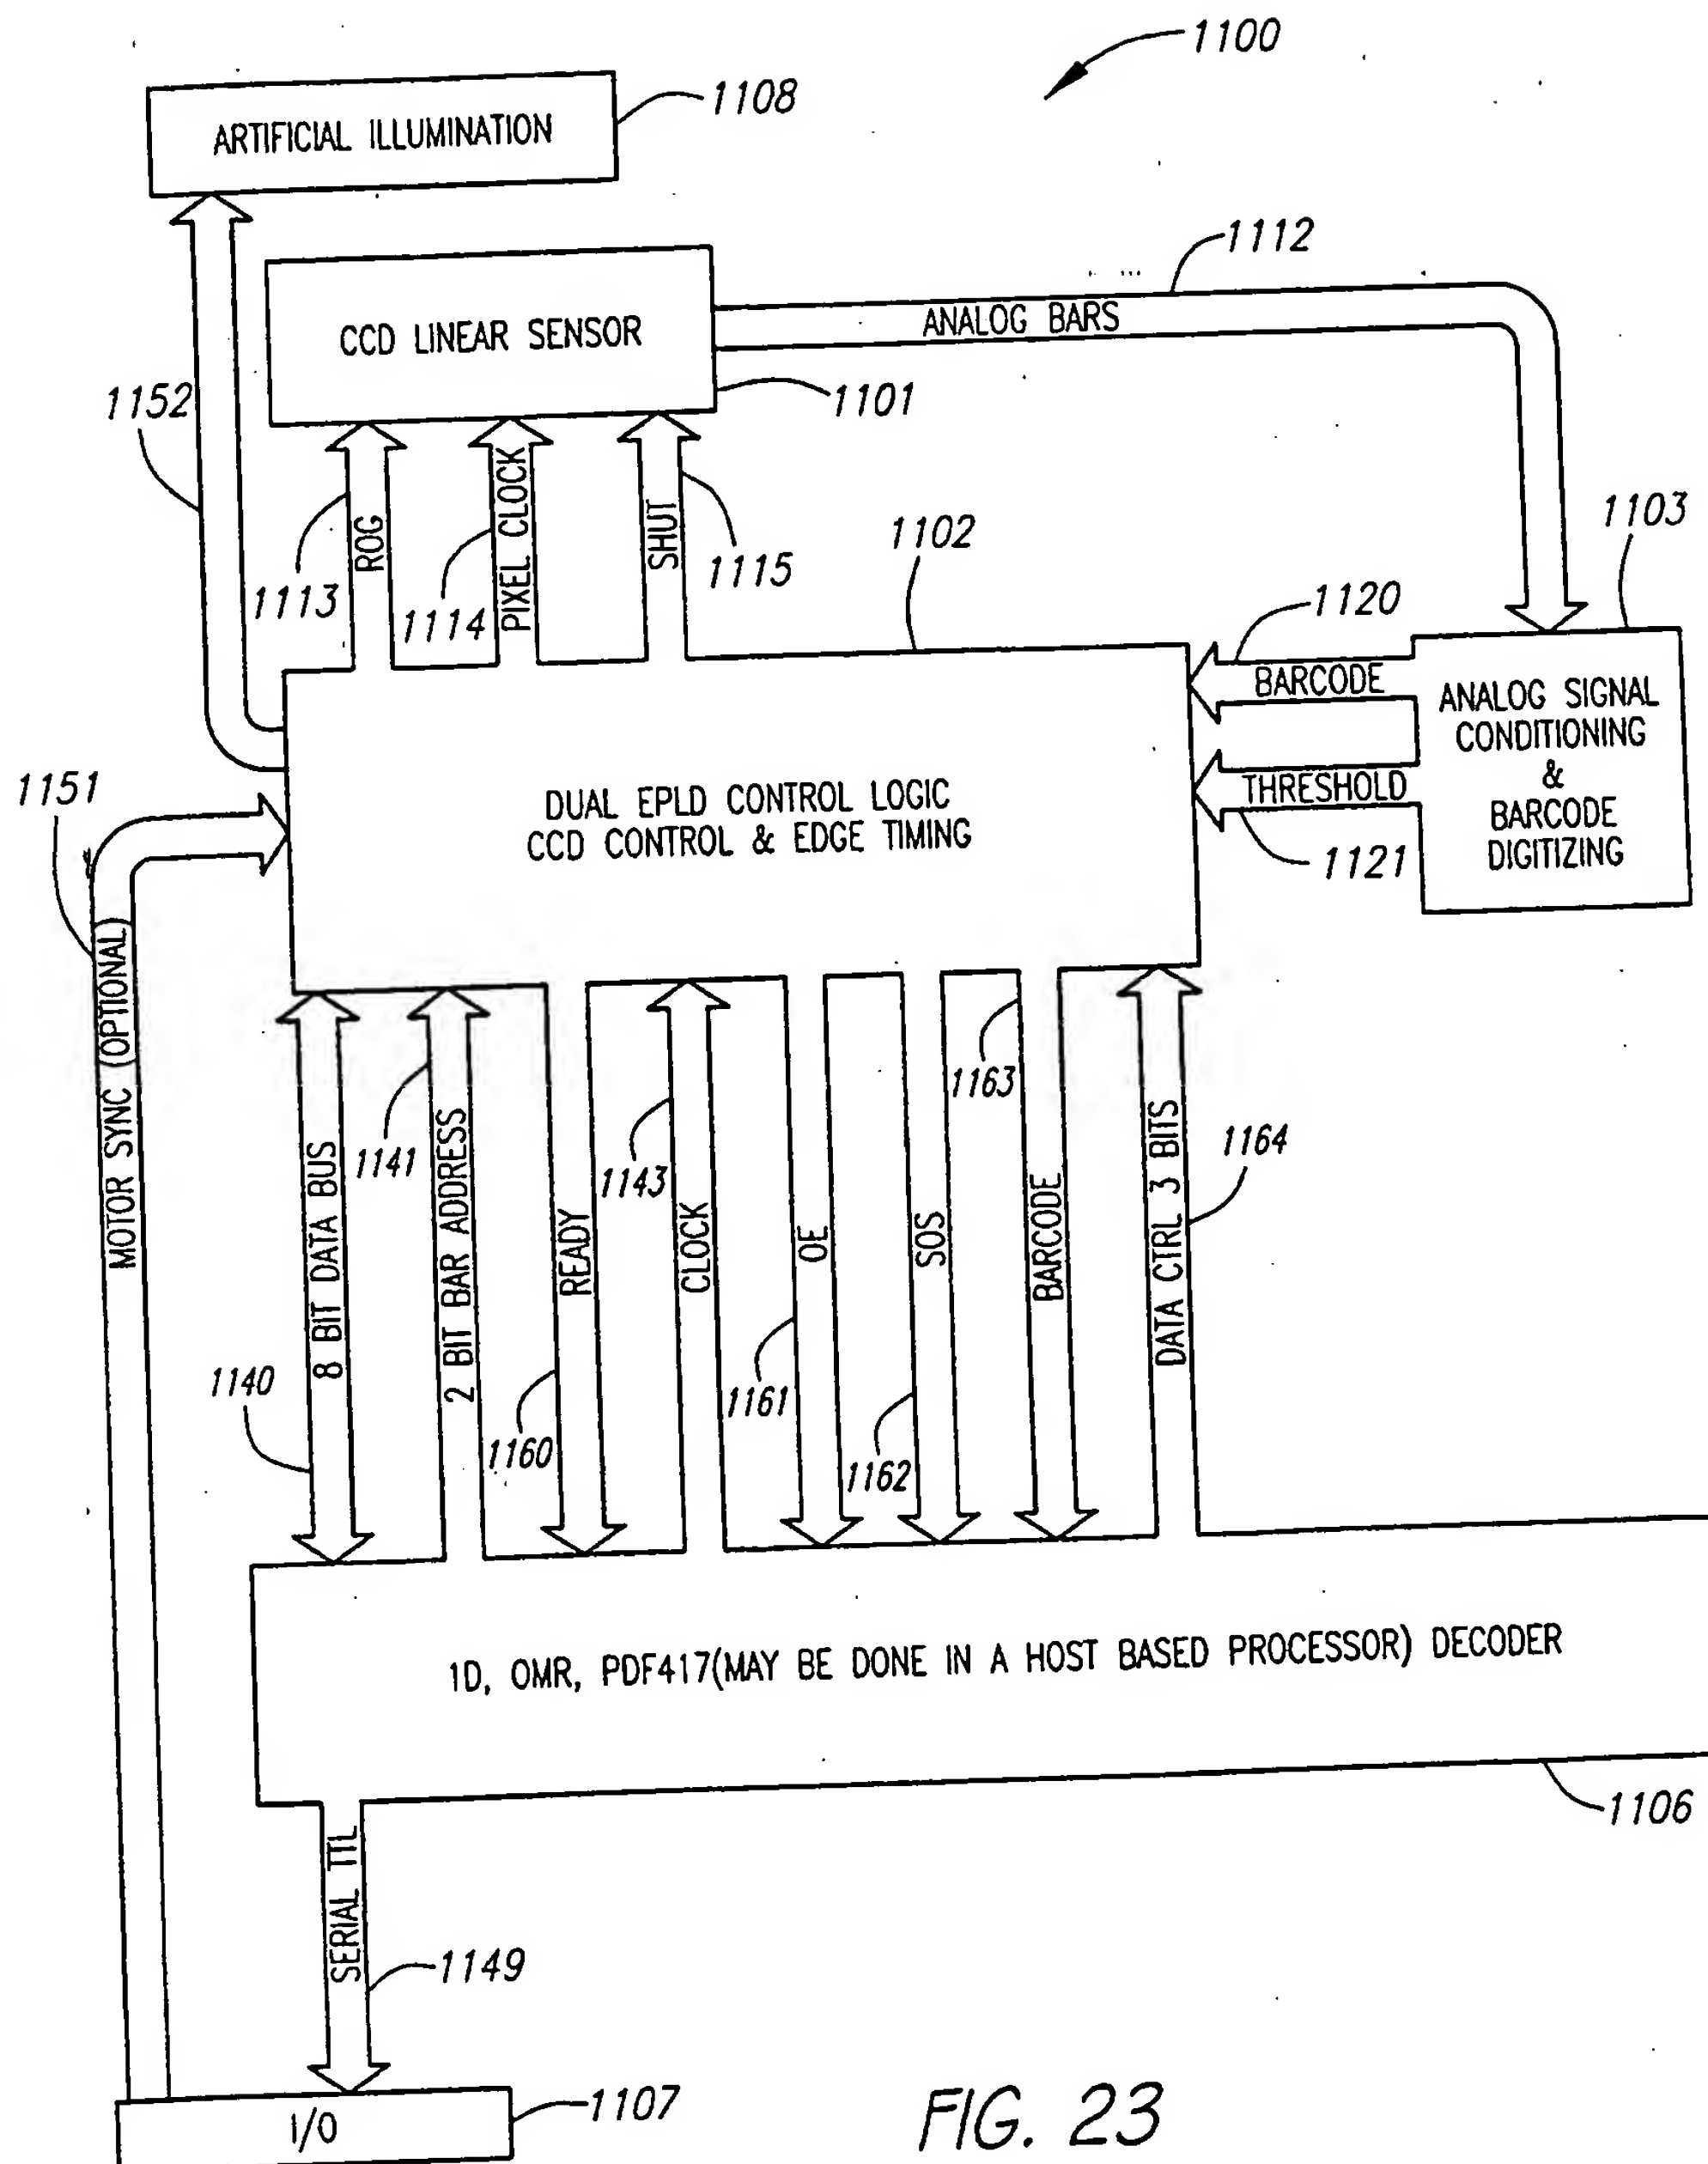 1100
ARTIFICIAL ILLUMINATION
1108
1112
ANALOG BARS
CCD LINEAR SENSOR
1101
1152
1113
ROG
1114
PIXEL CLOCK
SHUT
1115
1102
1103
1120
BARCODE
THRESHOLD
1121
ANALOG SIGNAL
CONDITIONING
&
BARCODE
DIGITIZING
DUAL EPLD CONTROL LOGIC
CCD CONTROL & EDGE TIMING
1151
MOTOR SYNC (OPTIONAL)
1140
8 BIT DATA BUS
1141
2 BIT BAR ADDRESS
1160
READY
1143
CLOCK
1161
OE
1162
SOS
1163
BARCODE
DATA CTRL 3 BITS
1164
1D, OMR, PDF417(MAY BE DONE IN A HOST BASED PROCESSOR) DECODER
1106
SERIAL TTL
1149
I/O
1107
FIG. 23